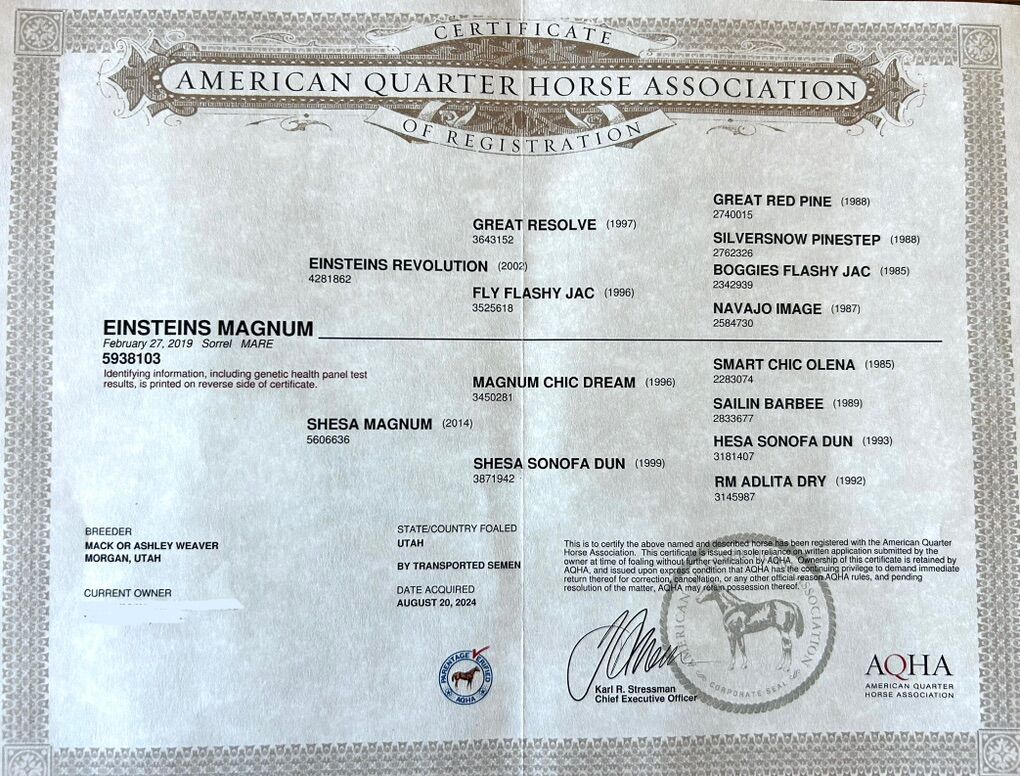 CERTIFICATE
AMERICAN QUARTER HORSE ASSOCIATION
OF REGISTRATION
GREAT RED PINE (1988)
2740015
GREAT RESOLVE (1997)
3643152
SILVERSNOW PINESTEP (1988)
2762326
EINSTEINS REVOLUTION (2002)
4281862
BOGGIES FLASHY JAC (1985)
2342939
FLY FLASHY JAC (1996)
3525618
NAVAJO IMAGE (1987)
2584730
EINSTEINS MAGNUM
February 27, 2019 Sorrel MARE
5938103
Identifying information, including genetic health panel test
results, is printed on reverse side of certificate.
SMART CHIC OLENA (1985)
2283074
MAGNUM CHIC DREAM (1996)
3450281
SAILIN BARBEE (1989)
2833677
SHESA MAGNUM (2014)
5606636
HESA SONOFA DUN (1993)
3181407
SHESA SONOFA DUN (1999)
3871942
RM ADLITA DRY (1992)
3145987
BREEDER
MACK OR ASHLEY WEAVER
MORGAN, UTAH
CURRENT OWNER
STATE/COUNTRY FOALED
UTAH
BY TRANSPORTED SEMEN
DATE ACQUIRED
AUGUST 20, 2024
This is to certify the above named and described horse has been registered with the American Quarter
Horse Association. This certificate is issued in sole reliance on written application submitted by the
owner at time of foaling without further verification by AQHA. Ownership of this certificate is retained by
AQHA, and issued upon express condition that AQHA has the continuing privilege to demand immediate
return thereof for correction, cancellation, or any other official reason AQHA rules, and pending
resolution of the matter, AQHA may retain possession thereof.
PARENTAGE VERIFIED
AQHA
Karl R. Stressman
Chief Executive Officer
AMERICAN ASSOCIATION
CORPORATE SEAL
AQHA
AMERICAN QUARTER
HORSE ASSOCIATION